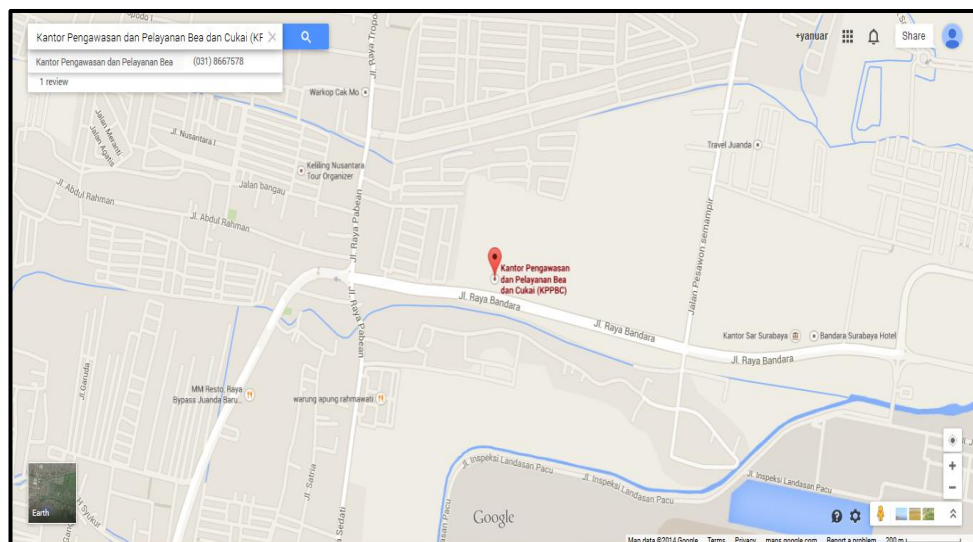 Kantor Pengawasan dan Pelayanan Bea dan Cukai (KF
Kantor Pengawasan dan Pelayanan Bea (031) 8667578
1 review
+yanuar
Share
Jl. Raya Tropo
Warkop Cak Mo
Jalan Meranti
Jalan Agatis
Jl. Nusantara I
Keliling Nusantara
Tour Organizer
Travel Juanda
Jalan bangau
Jl. Abdul Rahman
Jl. Abdul Rahman
Jl. Raya Pabean
Jalan Pesawon semampir
Kantor Pengawasan
dan Pelayanan Bea
dan Cukai (KPPBC)
Jl. Raya Bandara
Jl. Raya Bandara
Jl. Raya Bandara
Jl. Raya Pabean
Kantor Sar Surabaya
Bandara Surabaya Hotel
Jl.Garuda
MM Resto, Raya
Bypass Juanda Baru...
warung apung rahmawati
Jl. Inspeksi Landasan Pacu
Jl. Inspeksi Landasan Pacu
Jl. Inspeksi Landasan Pacu
Jl. Satria
Sedati
H Syukur
Earth
Google
Map data ©2014 Google Terms Privacy maps.google.com Report a problem 200 m